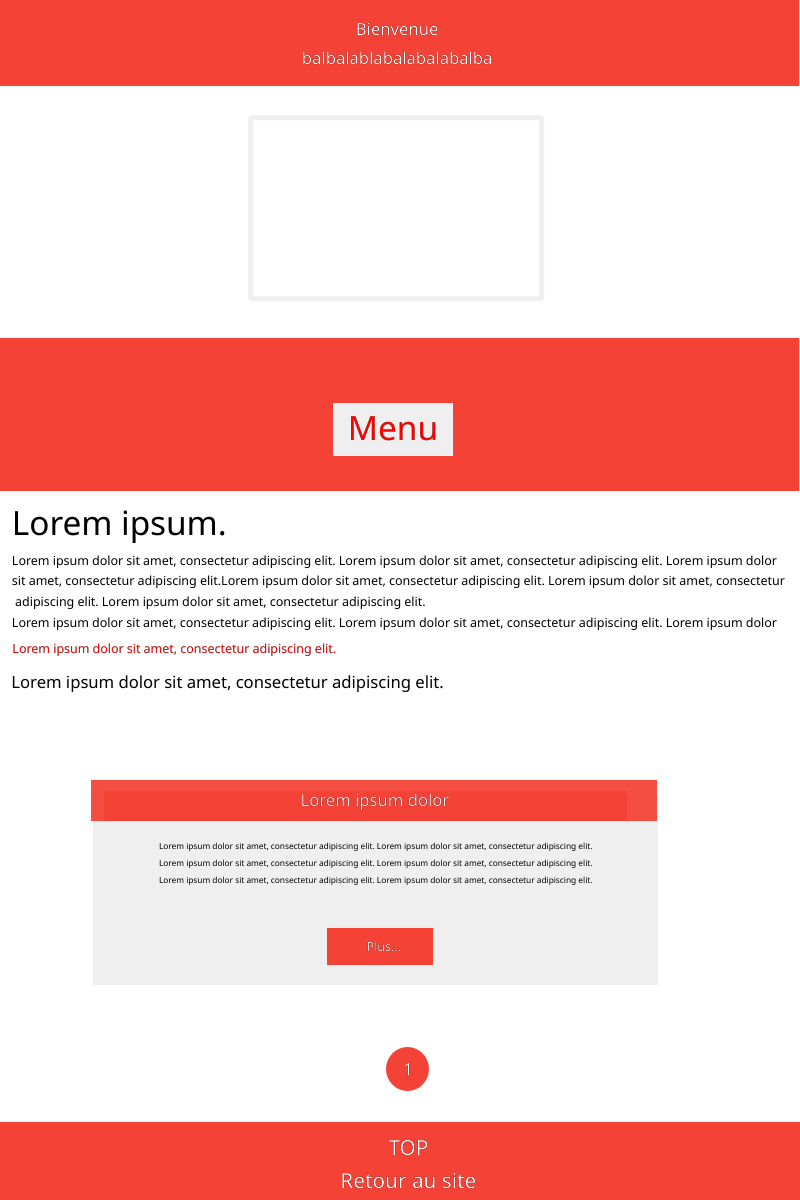 Bienvenue
balbalablabalabalabalba
Menu
Lorem ipsum.
Lorem ipsum dolor sit amet, consectetur adipiscing elit. Lorem ipsum dolor sit amet, consectetur adipiscing elit. Lorem ipsum dolor
sit amet, consectetur adipiscing elit.Lorem ipsum dolor sit amet, consectetur adipiscing elit. Lorem ipsum dolor sit amet, consectetur
adipiscing elit. Lorem ipsum dolor sit amet, consectetur adipiscing elit.
Lorem ipsum dolor sit amet, consectetur adipiscing elit. Lorem ipsum dolor sit amet, consectetur adipiscing elit. Lorem ipsum dolor
Lorem ipsum dolor sit amet, consectetur adipiscing elit.
Lorem ipsum dolor sit amet, consectetur adipiscing elit.
Lorem ipsum dolor
Lorem ipsum dolor sit amet, consectetur adipiscing elit. Lorem ipsum dolor sit amet, consectetur adipiscing elit.
Lorem ipsum dolor sit amet, consectetur adipiscing elit. Lorem ipsum dolor sit amet, consectetur adipiscing elit.
Lorem ipsum dolor sit amet, consectetur adipiscing elit. Lorem ipsum dolor sit amet, consectetur adipiscing elit.
Plus...
1
TOP
Retour au site